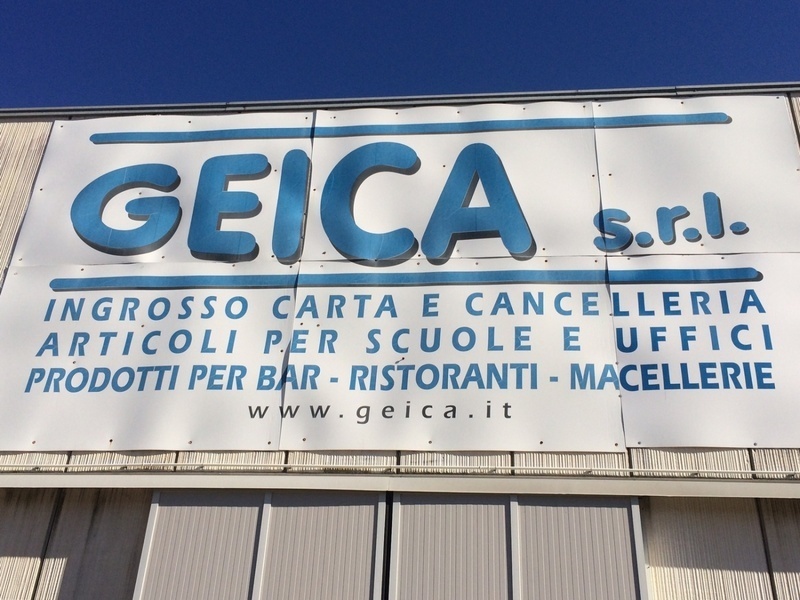 GEICA s.r.l.
INGROSSO CARTA E CANCELLERIA
ARTICOLI PER SCUOLE E UFFICI
PRODOTTI PER BAR - RISTORANTI - MACELLERIE
www.geica.it